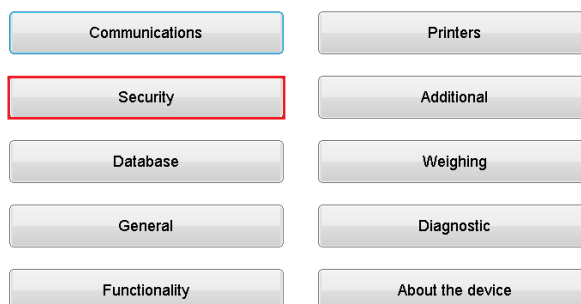 Communications
Printers
Security
Additional
Database
Weighing
General
Diagnostic
Functionality
About the device